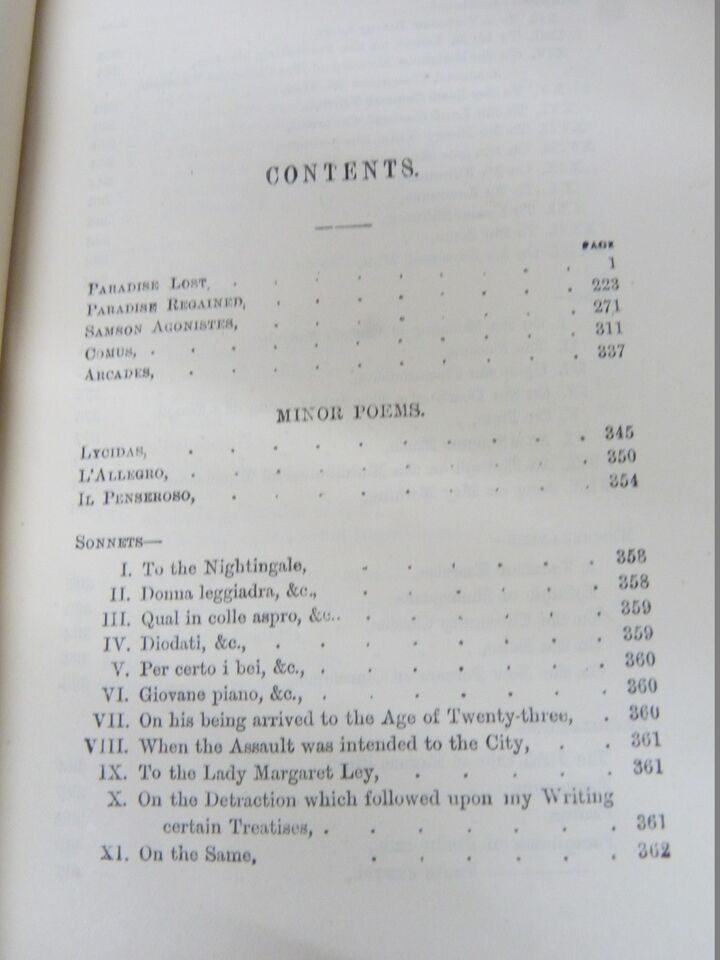 CONTENTS.
PAGE
PARADISE LOST, . . . . . . . . 1
PARADISE REGAINED, . . . . . . . 223
SAMSON AGONISTES, . . . . . . . 271
COMUS, . . . . . . . . . . 311
ARCADES, . . . . . . . . . 337
MINOR POEMS.
LYCIDAS, . . . . . . . . . 345
L'ALLEGRO, . . . . . . . . . 350
IL PENSEROSO, . . . . . . . . 354
SONNETS—
I. To the Nightingale, . . . . . . 358
II. Donna leggiadra, &c., . . . . . . 358
III. Qual in colle aspro, &c.. . . . . . . 359
IV. Diodati, &c., . . . . . . . . 359
V. Per certo i bei, &c., . . . . . . . 360
VI. Giovane piano, &c., . . . . . . . 360
VII. On his being arrived to the Age of Twenty-three, . 360
VIII. When the Assault was intended to the City, . . 361
IX. To the Lady Margaret Ley, . . . . . 361
X. On the Detraction which followed upon my Writing
certain Treatises, . . . . . . . 361
XI. On the Same, . . . . . . 362